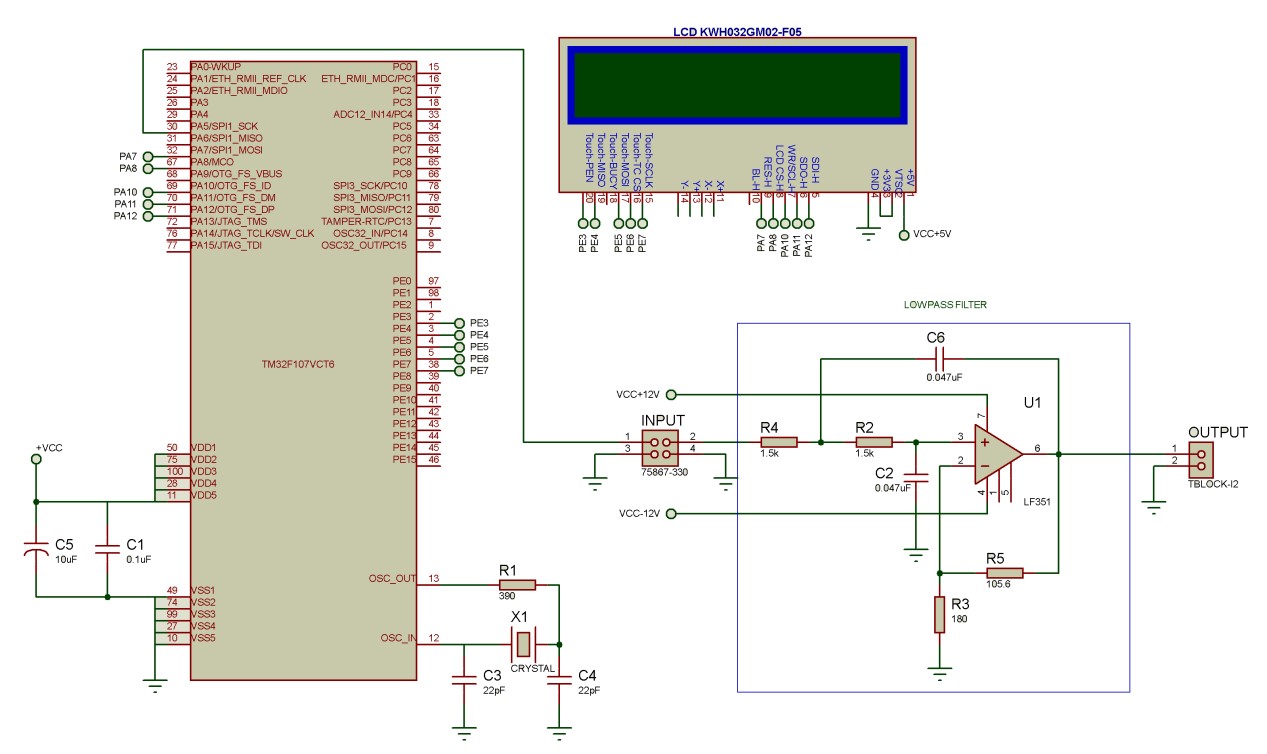 LCD KWH032GM02-F05
23 PA0-WKUP PC0 15
24 PA1/ETH_RMII_REF_CLK ETH_RMII_MDC/PC1 16
25 PA2/ETH_RMII_MDIO PC2 17
26 PA3 PC3 18
29 PA4 ADC12_IN14/PC4 33
30 PA5/SPI1_SCK PC5 34
31 PA6/SPI1_MISO PC6 63
32 PA7/SPI1_MOSI PC7 64
67 PA8/MCO PC8 65
68 PA9/OTG_FS_VBUS PC9 66
69 PA10/OTG_FS_ID SPI3_SCK/PC10 78
70 PA11/OTG_FS_DM SPI3_MISO/PC11 79
71 PA12/OTG_FS_DP SPI3_MOSI/PC12 80
72 PA13/JTAG_TMS TAMPER-RTC/PC13 7
76 PA14/JTAG_TCLK/SW_CLK OSC32_IN/PC14 8
77 PA15/JTAG_TDI OSC32_OUT/PC15 9
PA7
PA8
PA10
PA11
PA12
PE0 97
PE1 98
PE2 1
PE3 2
PE4 3
PE5 4
PE6 5
PE7 38
PE8 39
PE9 40
PE10 41
PE11 42
PE12 43
PE13 44
PE14 45
PE15 46
PE3
PE4
PE5
PE6
PE7
TM32F107VCT6
50 VDD1
75 VDD2
100 VDD3
28 VDD4
11 VDD5
49 VSS1
74 VSS2
99 VSS3
27 VSS4
10 VSS5
OSC_OUT 13
OSC_IN 12
+VCC
C5
10uF
C1
0.1uF
R1
390
X1
CRYSTAL
C3
22pF
C4
22pF
Touch-PEN 20
Touch-MISO 19
Touch-BUCY 18
Touch-MOSI 17
Touch-TC CS 16
Touch-SCLK 15
Y- 14
Y+ 13
X- 12
X+ 11
BL-H 10
RES-H 9
LCD CS-H 8
WR/SCL-H 7
SDO-H 6
SDI-H 5
GND 4
+3V3 3
VTSO 2
+5V 1
PE3
PE4
PE5
PE6
PE7
PA7
PA8
PA10
PA11
PA12
VCC+5V
LOWPASS FILTER
VCC+12V
VCC-12V
INPUT
1 2
3 4
75867-330
R4
1.5k
R2
1.5k
C6
0.047uF
C2
0.047uF
U1
7
3
2
6
4
1
5
LF351
R5
105.6
R3
180
OUTPUT
1
2
TBLOCK-I2